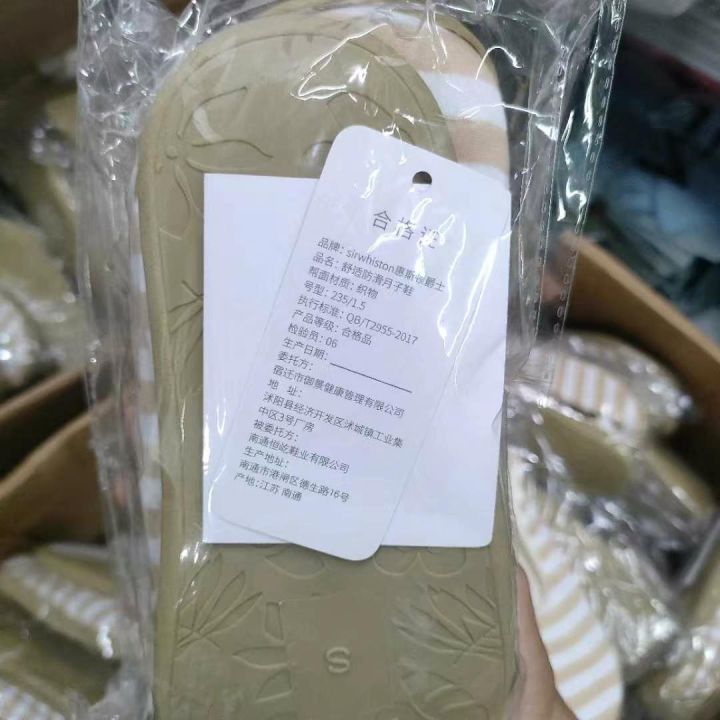 合格证
品牌: sirwhiston惠斯顿爵士
品名: 舒适防滑月子鞋
帮面材质: 织物
号型: 235/1.5
执行标准: QB/T2955-2017
产品等级: 合格品
检验员: 06
生产日期:
委托方:
宿迁市御景健康管理有限公司
地 址:
沭阳县经济开发区沭城镇工业集
中区3号厂房
被委托方:
南通恒屹鞋业有限公司
生产地址:
南通市港闸区德生路16号
产地: 江苏 南通
S